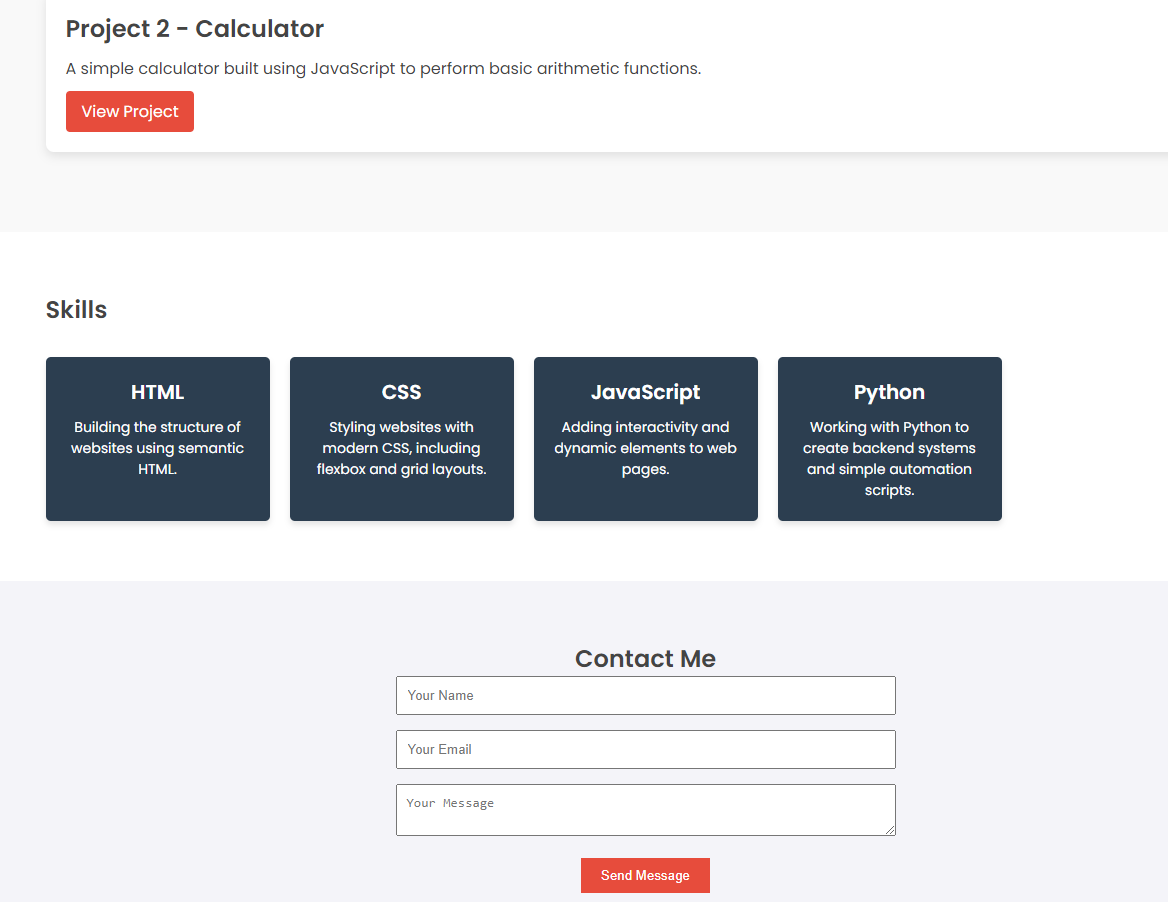 Project 2 - Calculator
A simple calculator built using JavaScript to perform basic arithmetic functions.
View Project
Skills
HTML
Building the structure of
websites using semantic
HTML.
CSS
Styling websites with
modern CSS, including
flexbox and grid layouts.
JavaScript
Adding interactivity and
dynamic elements to web
pages.
Python
Working with Python to
create backend systems
and simple automation
scripts.
Contact Me
Your Name
Your Email
Your Message
Send Message